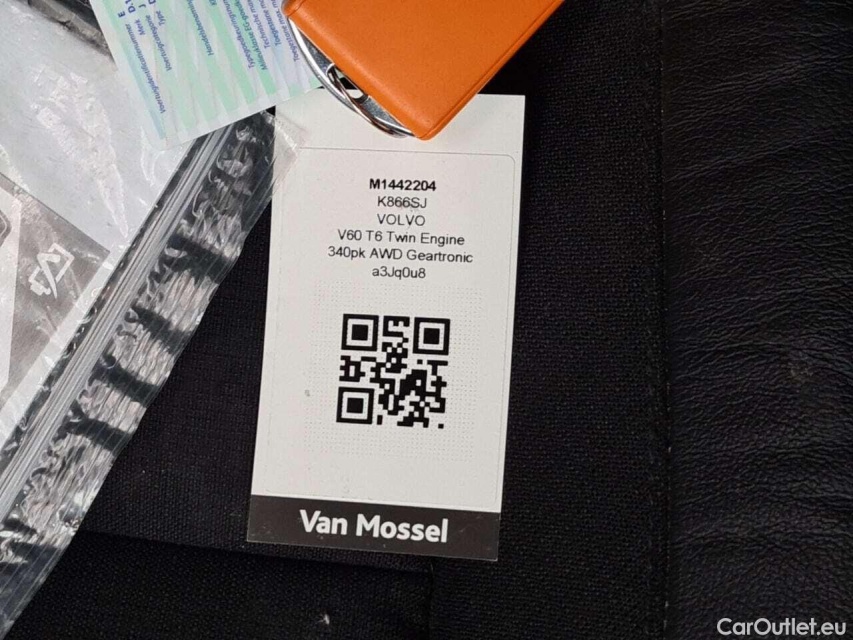 M1442204
K866SJ
VOLVO
V60 T6 Twin Engine
340pk AWD Geartronic
a3Jq0u8
Van Mossel
CarOutlet.eu